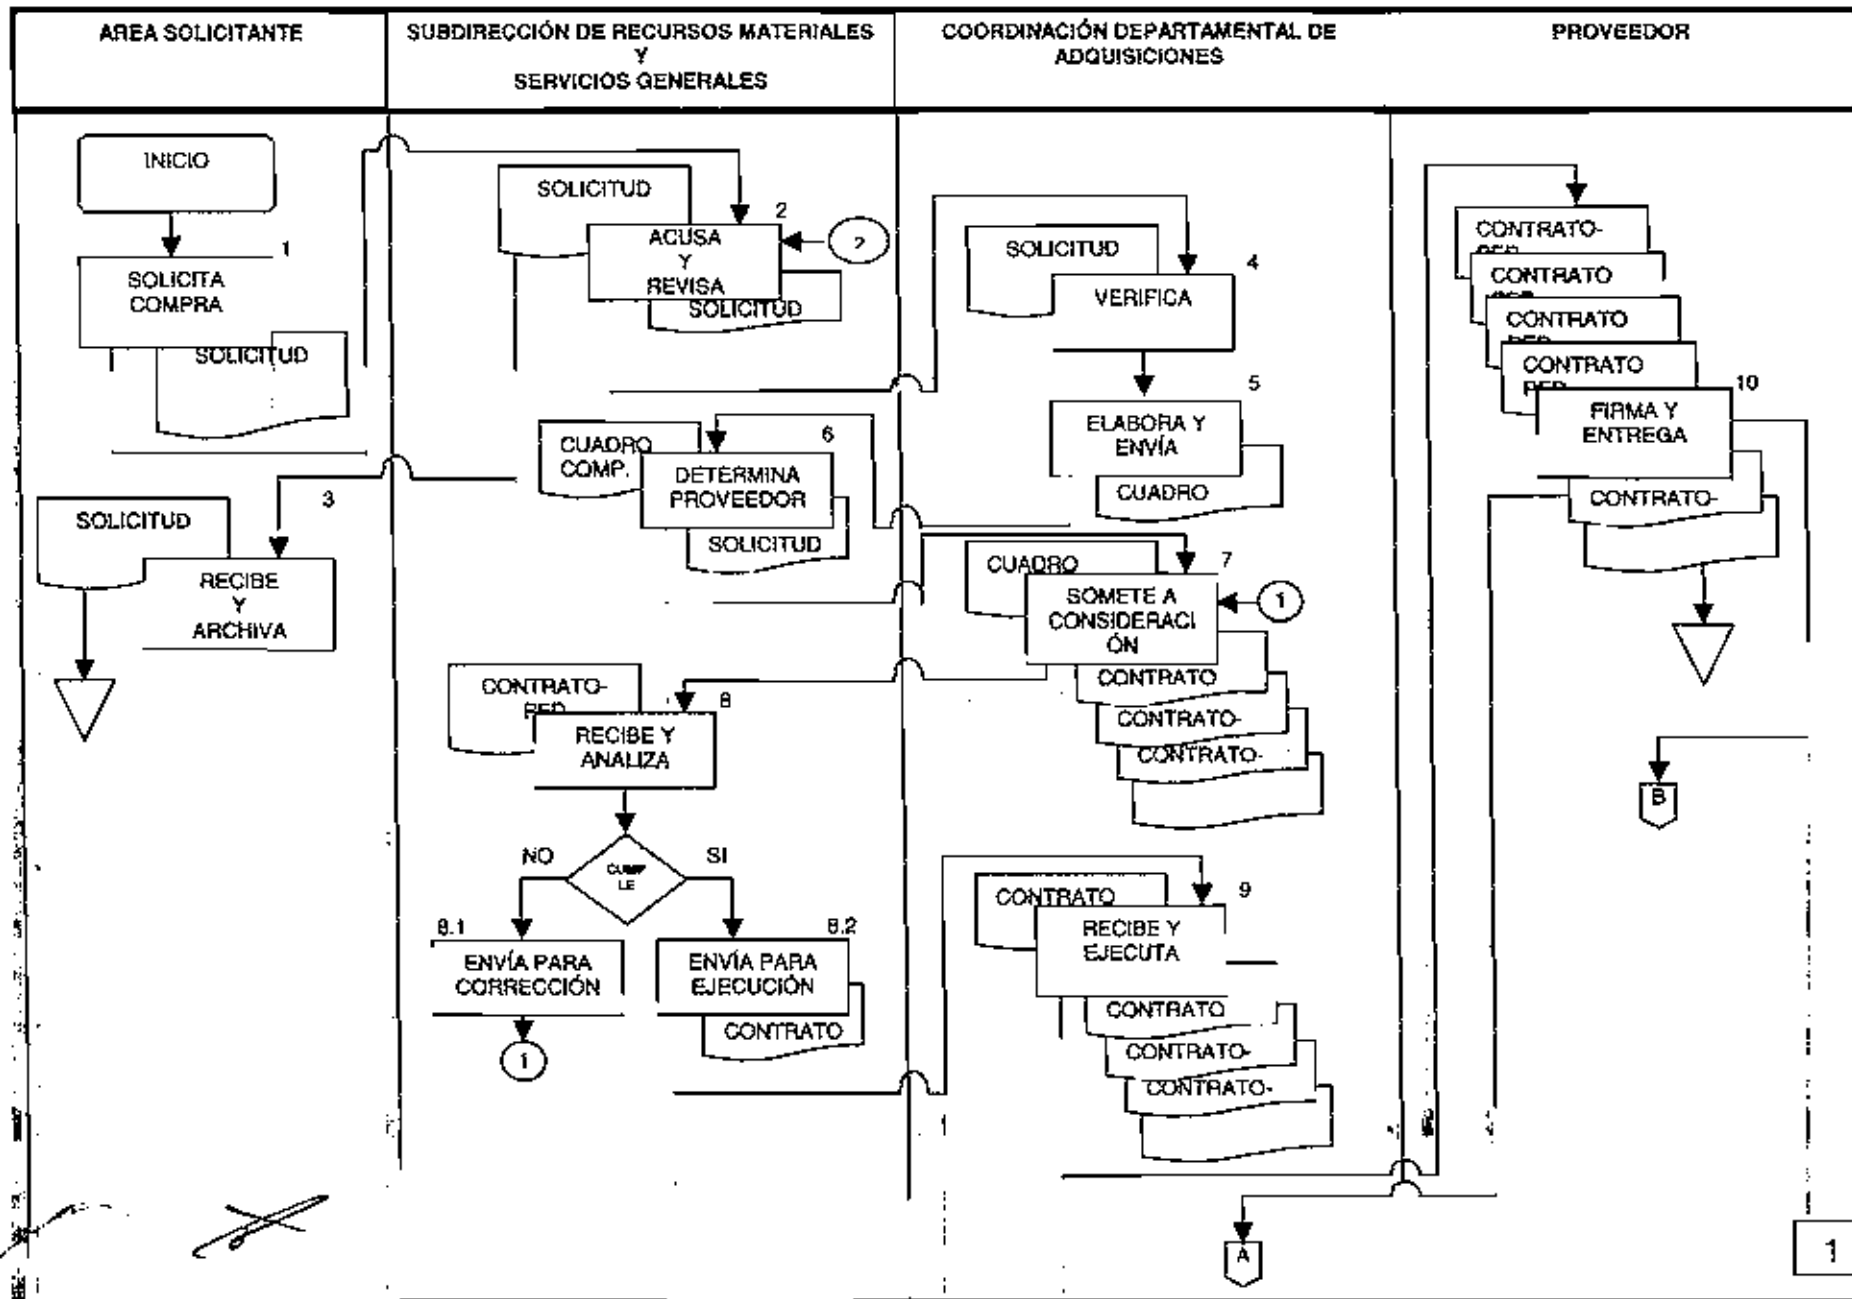 AREA SOLICITANTE
SUBDIRECCIÓN DE RECURSOS MATERIALES
Y
SERVICIOS GENERALES
COORDINACIÓN DEPARTAMENTAL DE
ADQUISICIONES
PROVEEDOR
INICIO
1
SOLICITA
COMPRA
SOLICITUD
3
SOLICITUD
RECIBE
Y
ARCHIVA
SOLICITUD
2
ACUSA
Y
REVISA
2
SOLICITUD
6
CUADRO
COMP.
DETERMINA
PROVEEDOR
SOLICITUD
CONTRATO-
PED
8
RECIBE Y
ANALIZA
NO
CUMP
LE
SI
8.1
ENVÍA PARA
CORRECCIÓN
1
8.2
ENVÍA PARA
EJECUCIÓN
CONTRATO
SOLICITUD
4
VERIFICA
5
ELABORA Y
ENVÍA
CUADRO
CUADRO
7
SOMETE A
CONSIDERACI
ÓN
1
CONTRATO
CONTRATO-
CONTRATO-
CONTRATO
9
RECIBE Y
EJECUTA
CONTRATO
CONTRATO-
CONTRATO-
A
CONTRATO-
CONTRATO
CONTRATO
CONTRATO
10
FIRMA Y
ENTREGA
CONTRATO-
B
1